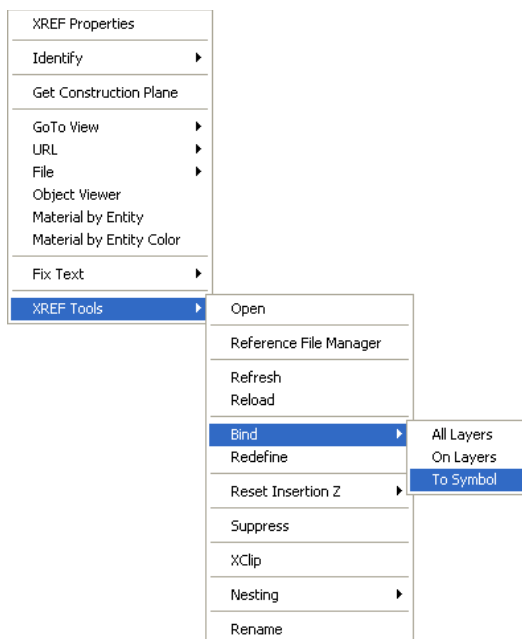 XREF Properties
Identify
Get Construction Plane
GoTo View
URL
File
Object Viewer
Material by Entity
Material by Entity Color
Fix Text
XREF Tools
Open
Reference File Manager
Refresh
Reload
Bind
Redefine
Reset Insertion Z
Suppress
XClip
Nesting
Rename
All Layers
On Layers
To Symbol